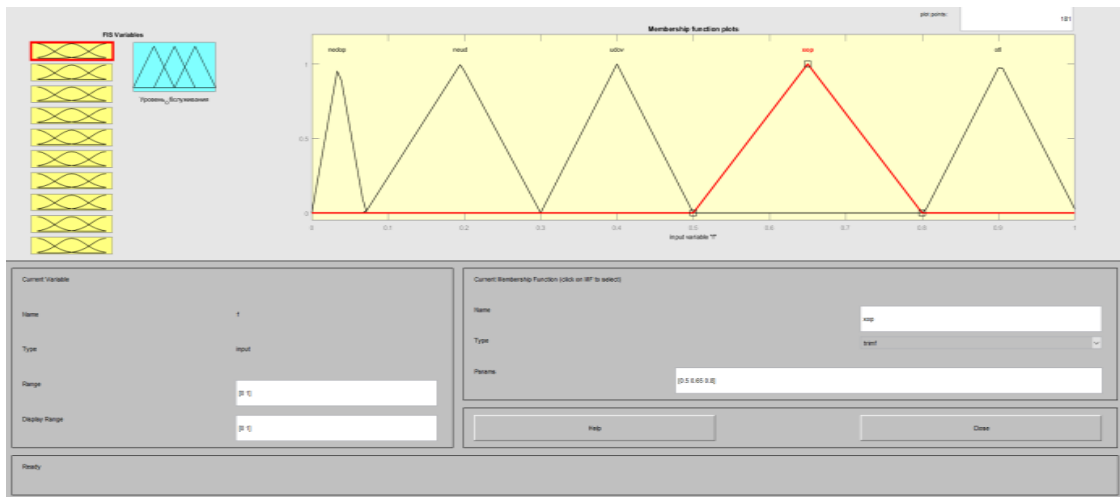 plot points:
181
FIS Variables
Membership function plots
nedop
neud
udov
xop
otl
Уровень_обслуживания
1
0.5
0
0 0.1 0.2 0.3 0.4 0.5 0.6 0.7 0.8 0.9 1
input variable "f"
Current Variable
Name f
Type input
Range [0 1]
Display Range [0 1]
Current Membership Function (click on MF to select)
Name xop
Type trimf
Params [0.5 0.65 0.8]
Help
Close
Ready